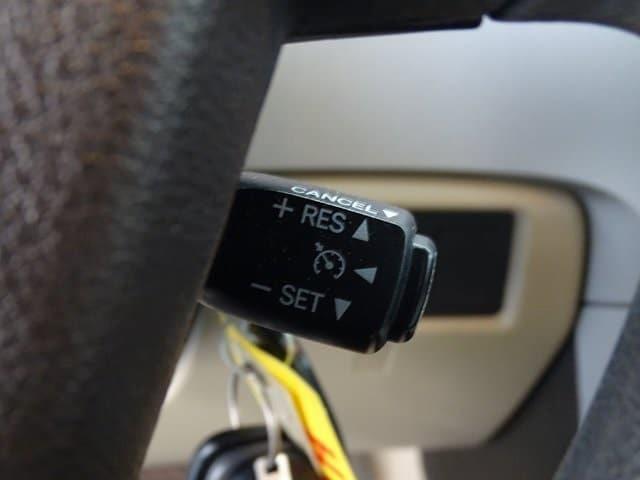 CANCEL▼
+ RES ▲
◄
− SET ▼